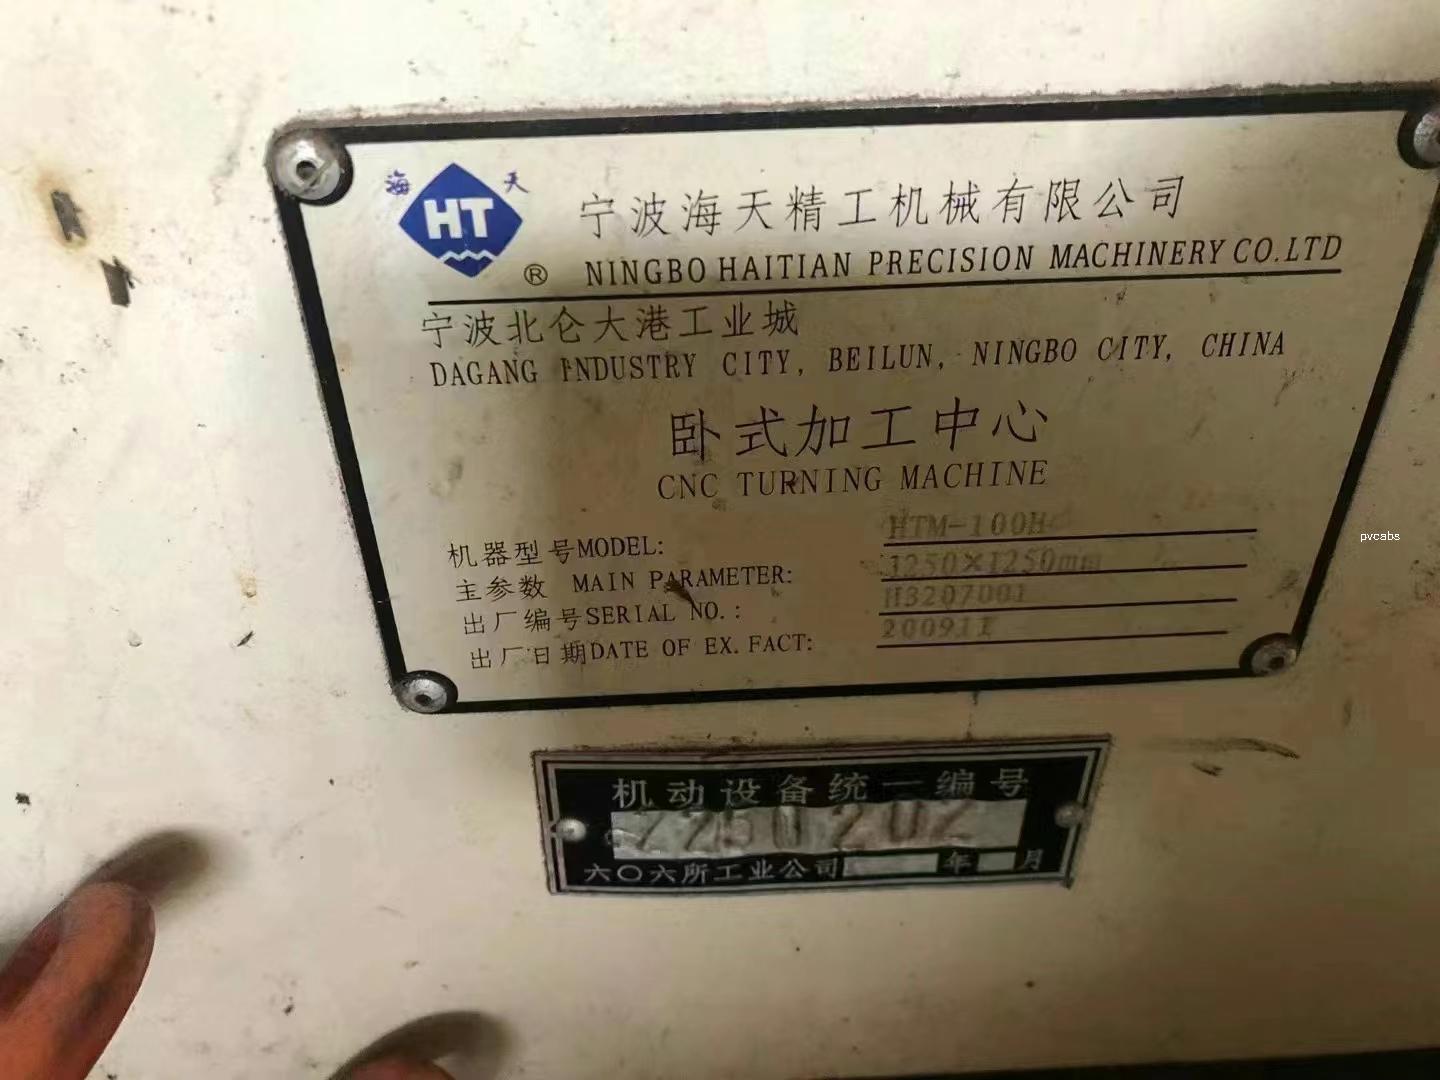 海 天
HT
®
宁波海天精工机械有限公司
NINGBO HAITIAN PRECISION MACHINERY CO.LTD
宁波北仑大港工业城
DAGANG INDUSTRY CITY, BEILUN, NINGBO CITY, CHINA
卧式加工中心
CNC TURNING MACHINE
机器型号MODEL: HTM-100H
主参数 MAIN PARAMETER: 1250×1250mm
出厂编号SERIAL NO.: H3207001
出厂日期DATE OF EX. FACT: 200911
pvcabs
机动设备统一编号
六〇六所工业公司 年 月